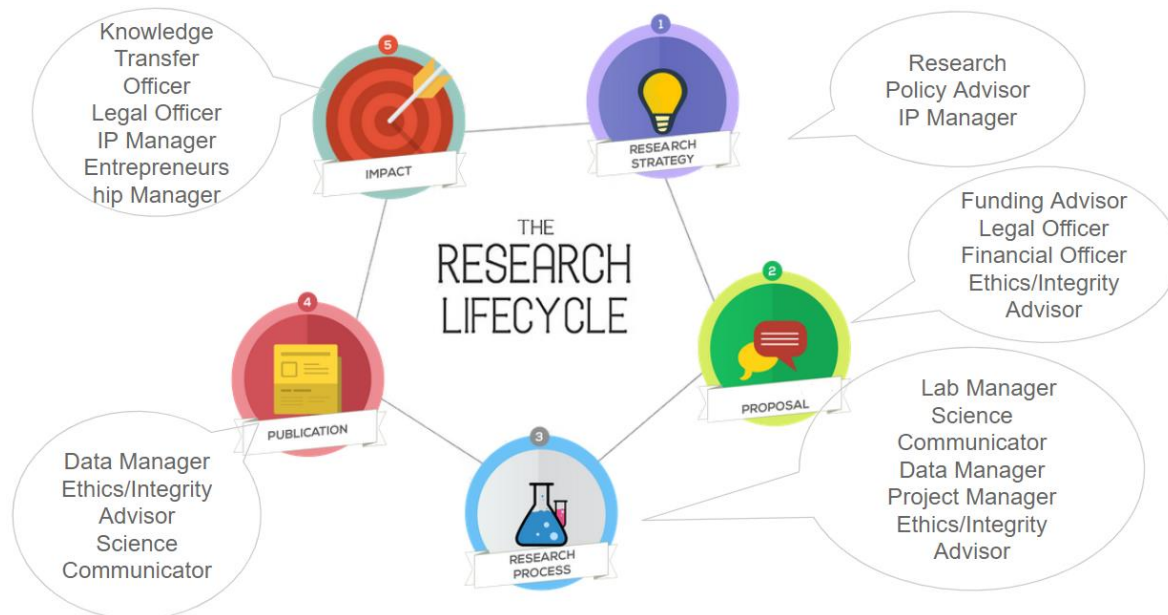 THE
RESEARCH
LIFECYCLE
1
RESEARCH
STRATEGY
Research
Policy Advisor
IP Manager
2
PROPOSAL
Funding Advisor
Legal Officer
Financial Officer
Ethics/Integrity
Advisor
3
RESEARCH
PROCESS
Lab Manager
Science
Communicator
Data Manager
Project Manager
Ethics/Integrity
Advisor
4
PUBLICATION
Data Manager
Ethics/Integrity
Advisor
Science
Communicator
5
IMPACT
Knowledge
Transfer
Officer
Legal Officer
IP Manager
Entrepreneurs
hip Manager